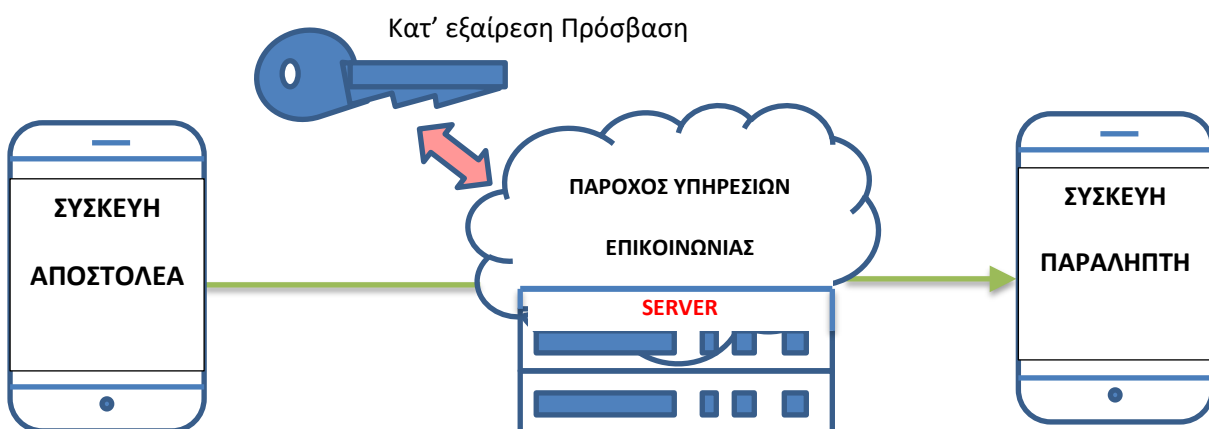 Κατ’ εξαίρεση Πρόσβαση
ΣΥΣΚΕΥΗ
ΑΠΟΣΤΟΛΕΑ
ΠΑΡΟΧΟΣ ΥΠΗΡΕΣΙΩΝ
ΕΠΙΚΟΙΝΩΝΙΑΣ
SERVER
ΣΥΣΚΕΥΗ
ΠΑΡΑΛΗΠΤΗ